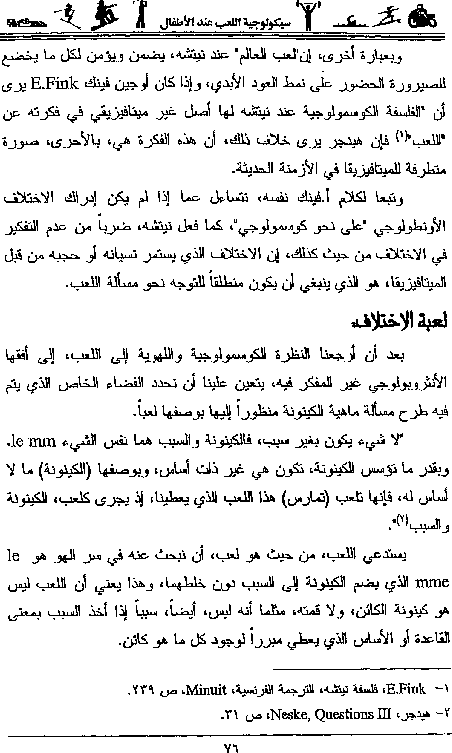 سيكولوجية اللعب عند الأطفال
وبعبارة أخرى، إن "لعب العالم" عند نيتشه، يضمن ويؤمن لكل ما يخضع
للصيرورة الحضور على نمط العود الأبدي، وإذا كان أوجين فينك E.Fink يرى
أن "الفلسفة الكوسمولوجية عند نيتشه لها أصل غير ميتافيزيقي في فكرته عن
"اللعب"(١) فإن هيدجر يرى خلاف ذلك، أن هذه الفكرة هي، بالأحرى، صورة
متطرفة للميتافيزيقا في الأزمنة الحديثة.
وتبعا لكلام أ.فينك نفسه، نتساءل عما إذا لم يكن إدراك الاختلاف
الأونطولوجي "على نحو كوسمولوجي"، كما فعل نيتشه، ضرباً من عدم التفكير
في الاختلاف من حيث كذلك، إن الاختلاف الذي يستمر نسيانه أو حجبه من قبل
الميتافيزيقا، هو الذي ينبغي أن يكون منطلقاً للتوجه نحو مسألة اللعب.
لعبة الاختلاف:
بعد أن أرجعنا النظرة الكوسمولوجية واللهوية إلى اللعب، إلى أفقها
الأنثروبولوجي غير المفكر فيه، يتعين علينا أن نحدد الفضاء الخاص الذي يتم
فيه طرح مسألة ماهية الكينونة منظوراً إليها بوصفها لعباً.
"لا شيء يكون بغير سبب، فالكينونة والسبب هما نفس الشيء le mm.
وبقدر ما تؤسس الكينونة، تكون هي غير ذات أساس، وبوصفها (الكينونة) ما لا
أساس له، فإنها تلعب (تمارس) هذا اللعب الذي يعطينا، إذ يجرى كلعب، الكينونة
والسبب(٢)".
يستدعي اللعب، من حيث هو لعب، أن نبحث عنه في سر الهو هو le
mme الذي يضم الكينونة إلى السبب دون خلطهما، وهذا يعني أن اللعب ليس
هو كينونة الكائن، ولا قمته، مثلما أنه ليس، أيضاً، سبباً إذا أخذ السبب بمعنى
القاعدة أو الأساس الذي يعطي مبرراً لوجود كل ما هو كائن.
١- E.Fink، فلسفة نيتشه، للترجمة الفرنسية، Minuit، ص ٢٣٩.
٢- هيدجر، Neske, Questions III، ص ٣١.
٧٦